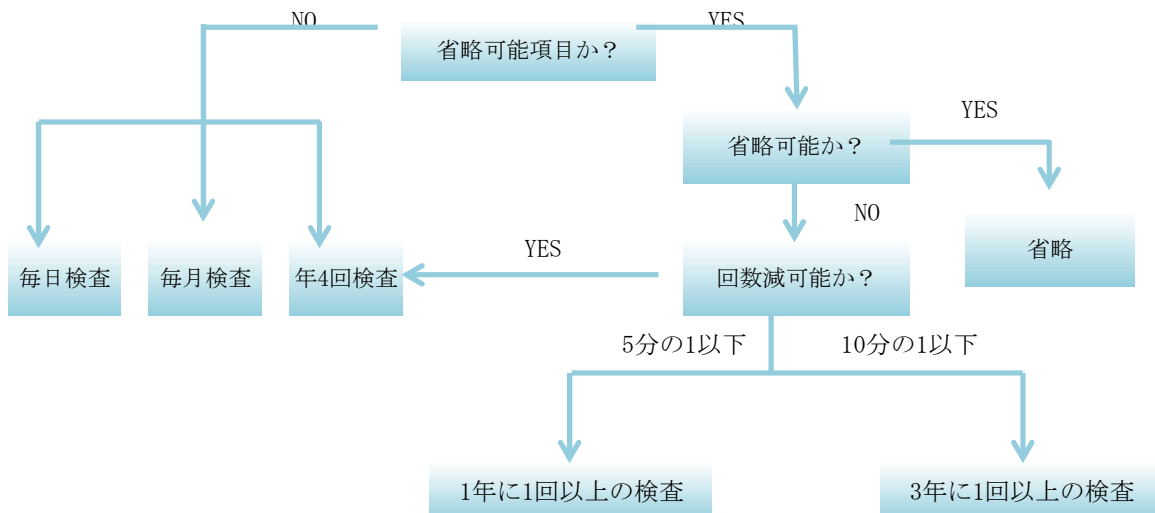 NO
YES
省略可能項目か？
YES
省略可能か？
NO
省略
毎日検査
毎月検査
年4回検査
YES
回数減可能か？
5分の1以下
10分の1以下
1年に1回以上の検査
3年に1回以上の検査